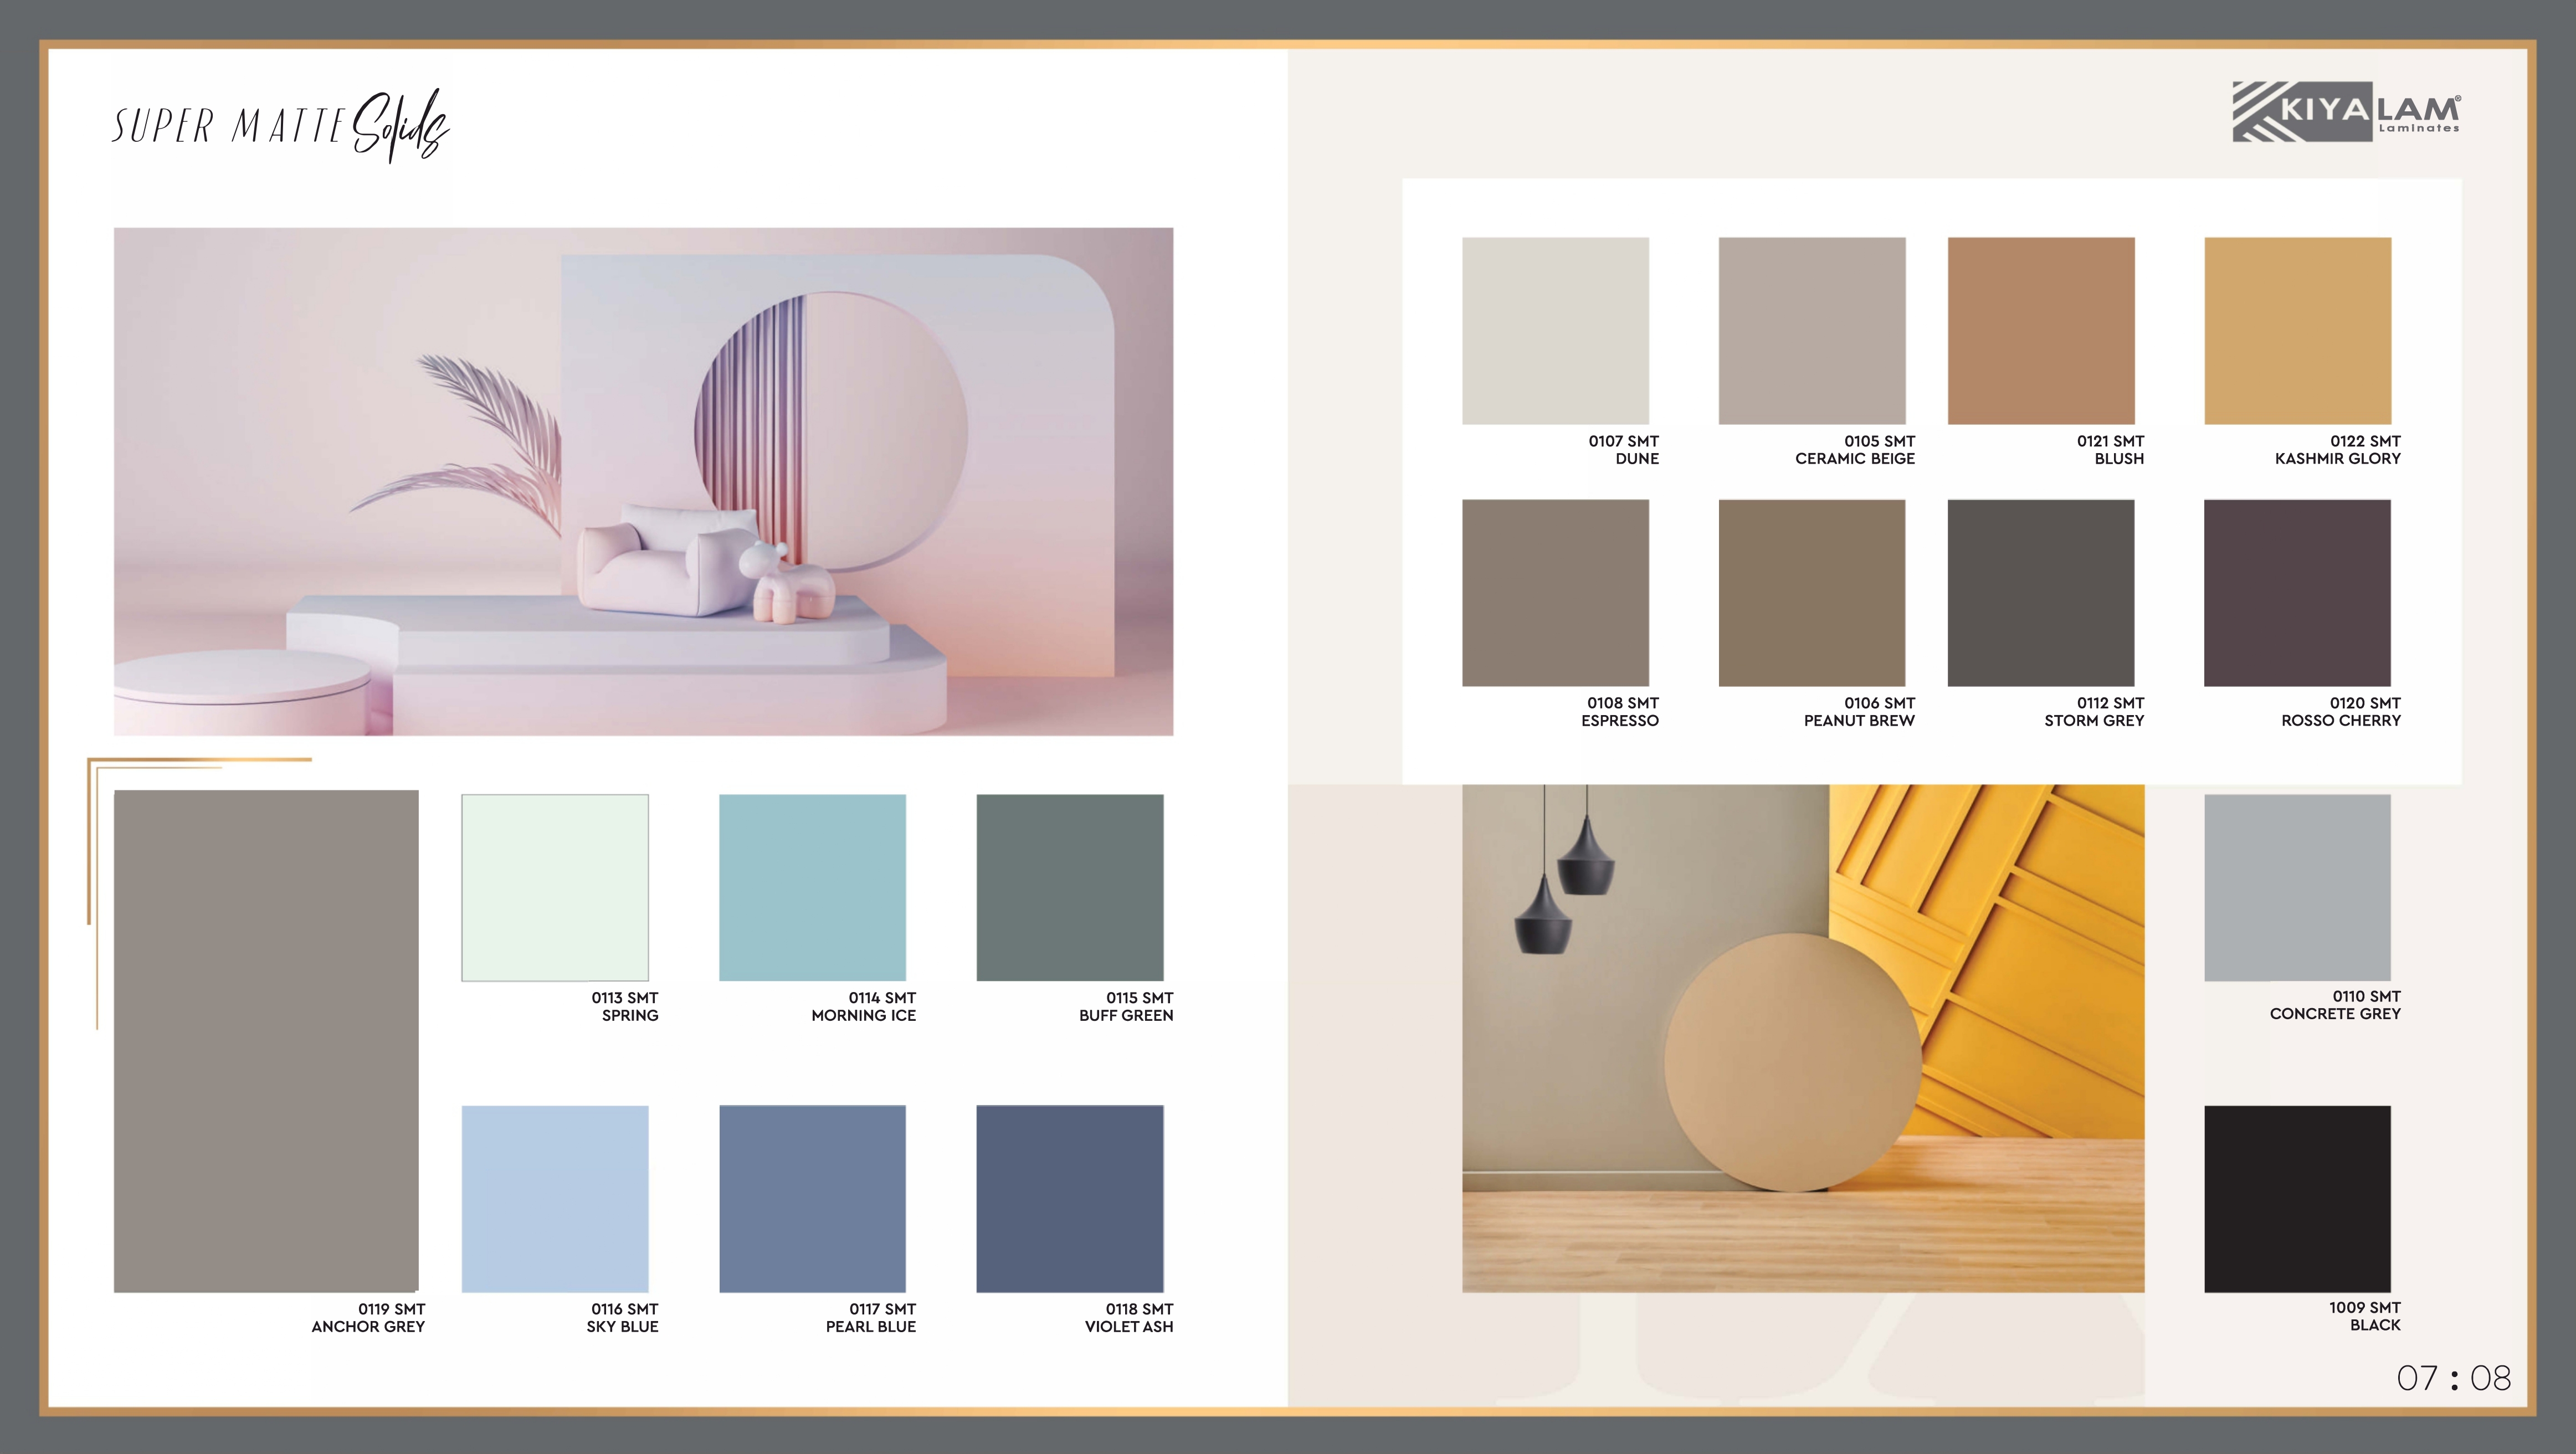 SUPER MATTE Solids
KIYALAM®
Laminates
0107 SMT
DUNE
0105 SMT
CERAMIC BEIGE
0121 SMT
BLUSH
0122 SMT
KASHMIR GLORY
0108 SMT
ESPRESSO
0106 SMT
PEANUT BREW
0112 SMT
STORM GREY
0120 SMT
ROSSO CHERRY
0113 SMT
SPRING
0114 SMT
MORNING ICE
0115 SMT
BUFF GREEN
0110 SMT
CONCRETE GREY
0119 SMT
ANCHOR GREY
0116 SMT
SKY BLUE
0117 SMT
PEARL BLUE
0118 SMT
VIOLET ASH
1009 SMT
BLACK
07 : 08